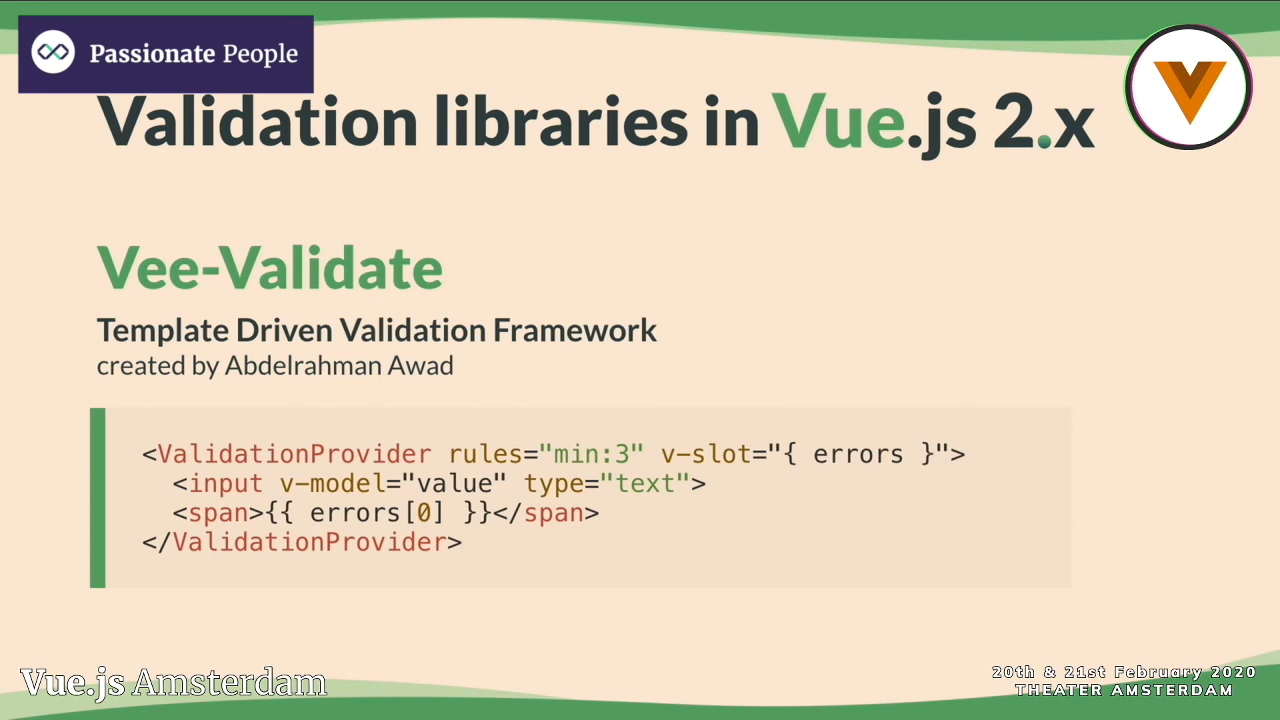 Passionate People
Validation libraries in Vue.js 2.x
Vee-Validate
Template Driven Validation Framework
created by Abdelrahman Awad
<ValidationProvider rules="min:3" v-slot="{ errors }">
  <input v-model="value" type="text">
  <span>{{ errors[0] }}</span>
</ValidationProvider>
Vue.js Amsterdam
20th & 21st February 2020
THEATER AMSTERDAM